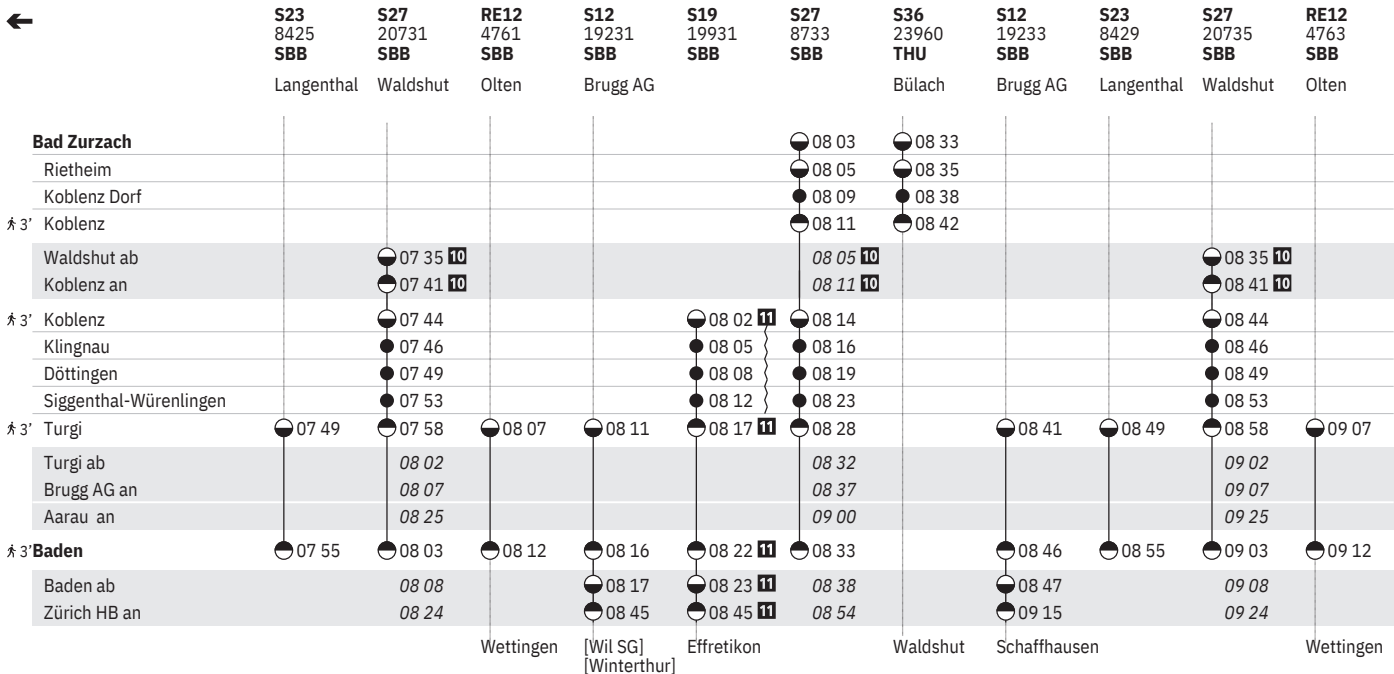 S23 S27 RE12 S12 S19 S27 S36 S12 S23 S27 RE12
8425 20731 4761 19231 19931 8733 23960 19233 8429 20735 4763
SBB SBB SBB SBB SBB SBB THU SBB SBB SBB SBB
Langenthal Waldshut Olten Brugg AG Bülach Brugg AG Langenthal Waldshut Olten
Bad Zurzach 08 03 08 33
Rietheim 08 05 08 35
Koblenz Dorf 08 09 08 38
3' Koblenz 08 11 08 42
Waldshut ab 07 35 10 08 05 10 08 35 10
Koblenz an 07 41 10 08 11 10 08 41 10
3' Koblenz 07 44 08 02 11 08 14 08 44
Klingnau 07 46 08 05 08 16 08 46
Döttingen 07 49 08 08 08 19 08 49
Siggenthal-Würenlingen 07 53 08 12 08 23 08 53
3' Turgi 07 49 07 58 08 07 08 11 08 17 11 08 28 08 41 08 49 08 58 09 07
Turgi ab 08 02 08 32 09 02
Brugg AG an 08 07 08 37 09 07
Aarau an 08 25 09 00 09 25
3' Baden 07 55 08 03 08 12 08 16 08 22 11 08 33 08 46 08 55 09 03 09 12
Baden ab 08 08 08 17 08 23 11 08 38 08 47 09 08
Zürich HB an 08 24 08 45 08 45 11 08 54 09 15 09 24
Wettingen [Wil SG] Effretikon Waldshut Schaffhausen Wettingen
[Winterthur]